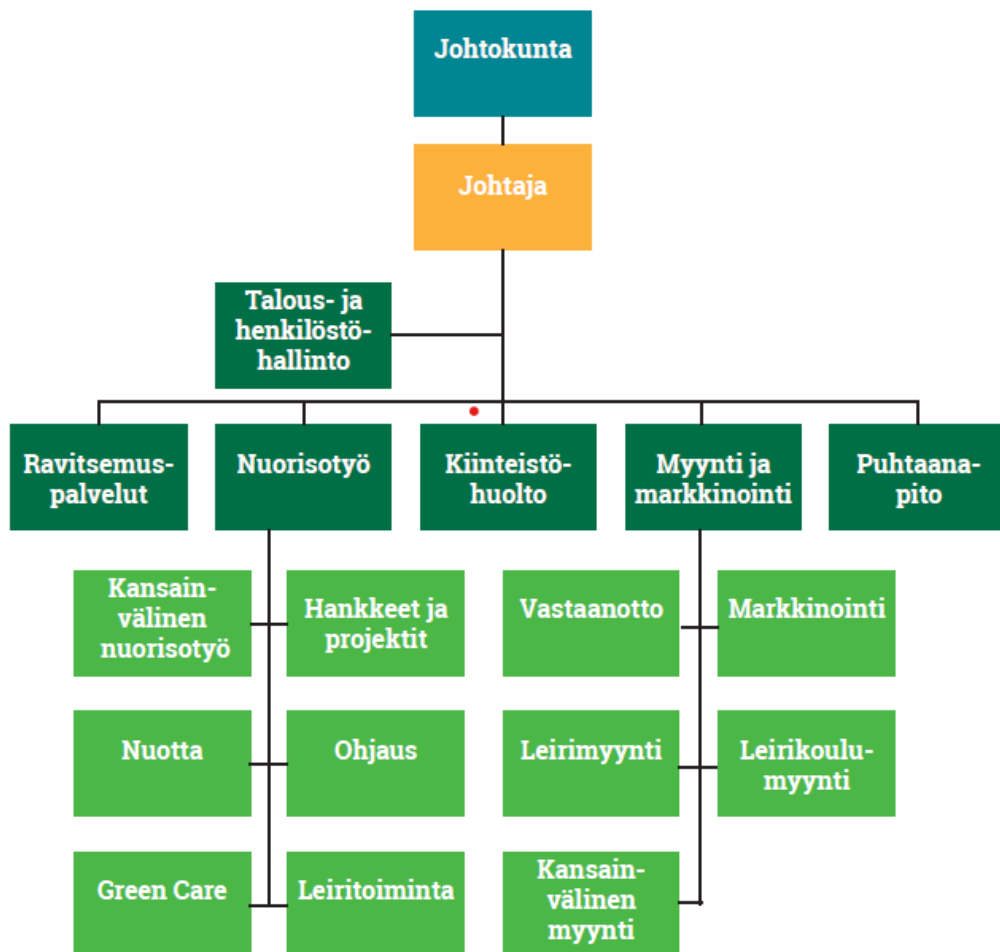 Johtokunta
Johtaja
Talous- ja
henkilöstö-
hallinto
Ravitsemus-
palvelut
Nuorisotyö
Kiinteistö-
huolto
Myynti ja
markkinointi
Puhtaana-
pito
Kansain-
välinen
nuorisotyö
Hankkeet ja
projektit
Vastaanotto
Markkinointi
Nuotta
Ohjaus
Leirimyynti
Leirikoulu-
myynti
Green Care
Leiritoiminta
Kansain-
välinen
myynti